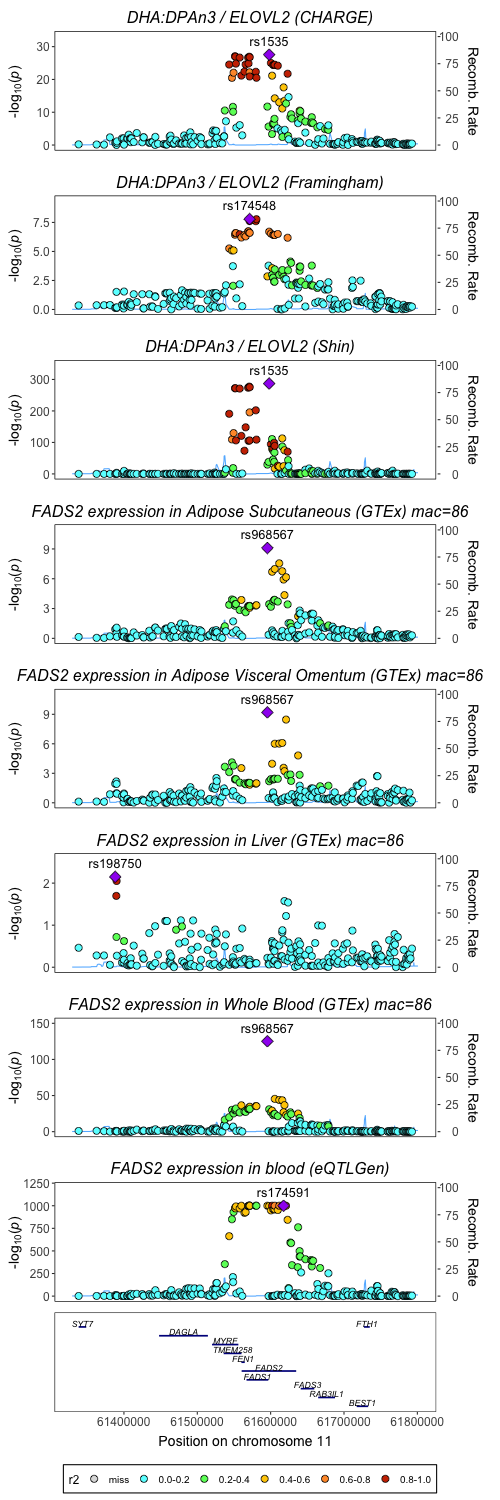 DHA:DPAn3 / ELOVL2 (CHARGE)
rs1535
-log10(p)
Recomb. Rate
0
10
20
30
0
25
50
75
100
DHA:DPAn3 / ELOVL2 (Framingham)
rs174548
-log10(p)
Recomb. Rate
0.0
2.5
5.0
7.5
0
25
50
75
100
DHA:DPAn3 / ELOVL2 (Shin)
rs1535
-log10(p)
Recomb. Rate
0
100
200
300
0
25
50
75
100
FADS2 expression in Adipose Subcutaneous (GTEx) mac=86
rs968567
-log10(p)
Recomb. Rate
0
3
6
9
0
25
50
75
100
FADS2 expression in Adipose Visceral Omentum (GTEx) mac=86
rs968567
-log10(p)
Recomb. Rate
0
3
6
9
0
25
50
75
100
FADS2 expression in Liver (GTEx) mac=86
rs198750
-log10(p)
Recomb. Rate
0
1
2
0
25
50
75
100
FADS2 expression in Whole Blood (GTEx) mac=86
rs968567
-log10(p)
Recomb. Rate
0
50
100
150
0
25
50
75
100
FADS2 expression in blood (eQTLGen)
rs174591
-log10(p)
Recomb. Rate
0
250
500
750
1000
1250
0
25
50
75
100
SYT7 FTH1
DAGLA
MYRF
TMEM258
FEN1
FADS2
FADS1
FADS3
RAB3IL1
BEST1
61400000 61500000 61600000 61700000 61800000
Position on chromosome 11
r2 miss 0.0-0.2 0.2-0.4 0.4-0.6 0.6-0.8 0.8-1.0